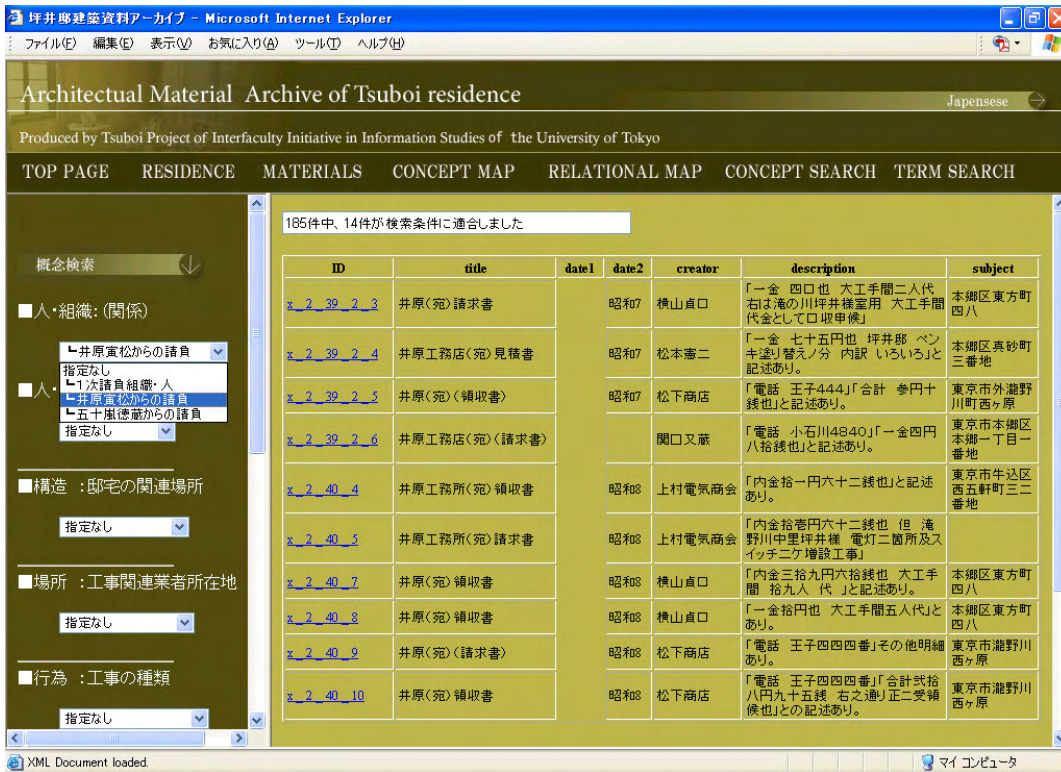 坪井邸建築資料アーカイブ - Microsoft Internet Explorer
ファイル(F) 編集(E) 表示(V) お気に入り(A) ツール(T) ヘルプ(H)
Architectual Material Archive of Tsuboi residence
Japensese
Produced by Tsuboi Project of Interfaculty Initiative in Information Studies of the University of Tokyo
TOP PAGE RESIDENCE MATERIALS CONCEPT MAP RELATIONAL MAP CONCEPT SEARCH TERM SEARCH
概念検索
■人・組織:(関係)
┗井原寅松からの請負
指定なし
┗1次請負組織・人
┗井原寅松からの請負
┗五十嵐徳蔵からの請負
■人・
指定なし
■構造 :邸宅の関連場所
指定なし
■場所 :工事関連業者所在地
指定なし
■行為 :工事の種類
指定なし
185件中、14件が検索条件に適合しました
ID title date1 date2 creator description subject
x_2_39_2_3 井原(宛)請求書 昭和7 横山貞口 「一金 四口也 大工手間二人代 本郷区東方町
右は滝の川坪井様室用 大工手間 四八
代金として口収申候」
x_2_39_2_4 井原工務店(宛)見積書 昭和7 松本憲二 「一金 七十五円也 坪井邸 ペン 本郷区真砂町
キ塗り替え/分 内訳 いろいろ」と 三番地
記述あり。
x_2_39_2_5 井原(宛)(領収書) 昭和7 松下商店 「電話 王子444」「合計 参円十 東京市外瀧野
銭也」と記述あり。 川町西ヶ原
x_2_39_2_6 井原工務店(宛)(請求書) 関口又蔵 「電話 小石川4840」「一金四円 東京市本郷区
八拾銭也」と記述あり。 本郷一丁目一
番地
x_2_40_4 井原工務所(宛)領収書 昭和8 上村電気商会 「内金拾一円六十二銭也」と記述 東京市牛込区
あり。 西五軒町三二
番地
x_2_40_5 井原工務所(宛)請求書 昭和8 上村電気商会 「内金拾壱円六十二銭也 但 滝
野川中里坪井様 電灯二箇所及ス
イッチニケ増設工事」
x_2_40_7 井原(宛)領収書 昭和8 横山貞口 「内金三拾九円六拾銭也 大工手 本郷区東方町
間 拾九人 代 」と記述あり。 四八
x_2_40_8 井原(宛)領収書 昭和8 横山貞口 「一金拾円也 大工手間五人代」と 本郷区東方町
あり。 四八
x_2_40_9 井原(宛)(請求書) 昭和8 松下商店 「電話 王子四四四番」その他明細 東京市瀧野川
あり。 西ヶ原
x_2_40_10 井原(宛)領収書 昭和8 松下商店 「電話 王子四四四番」「合計弐拾 東京市瀧野川
八円九十五銭 右之通り正二受領 西ヶ原
候也」との記述あり。
XML Document loaded.
マイ コンピュータ